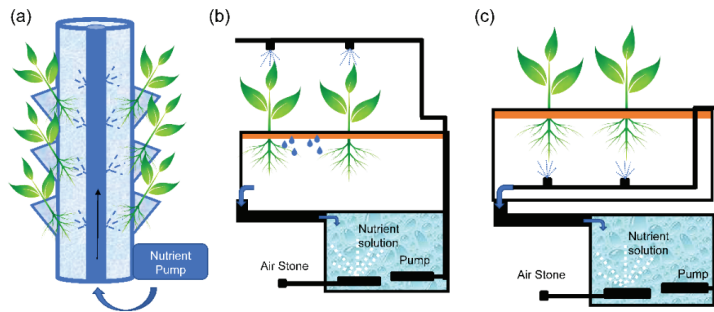 (a)
Nutrient
Pump
(b)
Nutrient
solution
Air Stone
Pump
(c)
Nutrient
solution
Air Stone
Pump